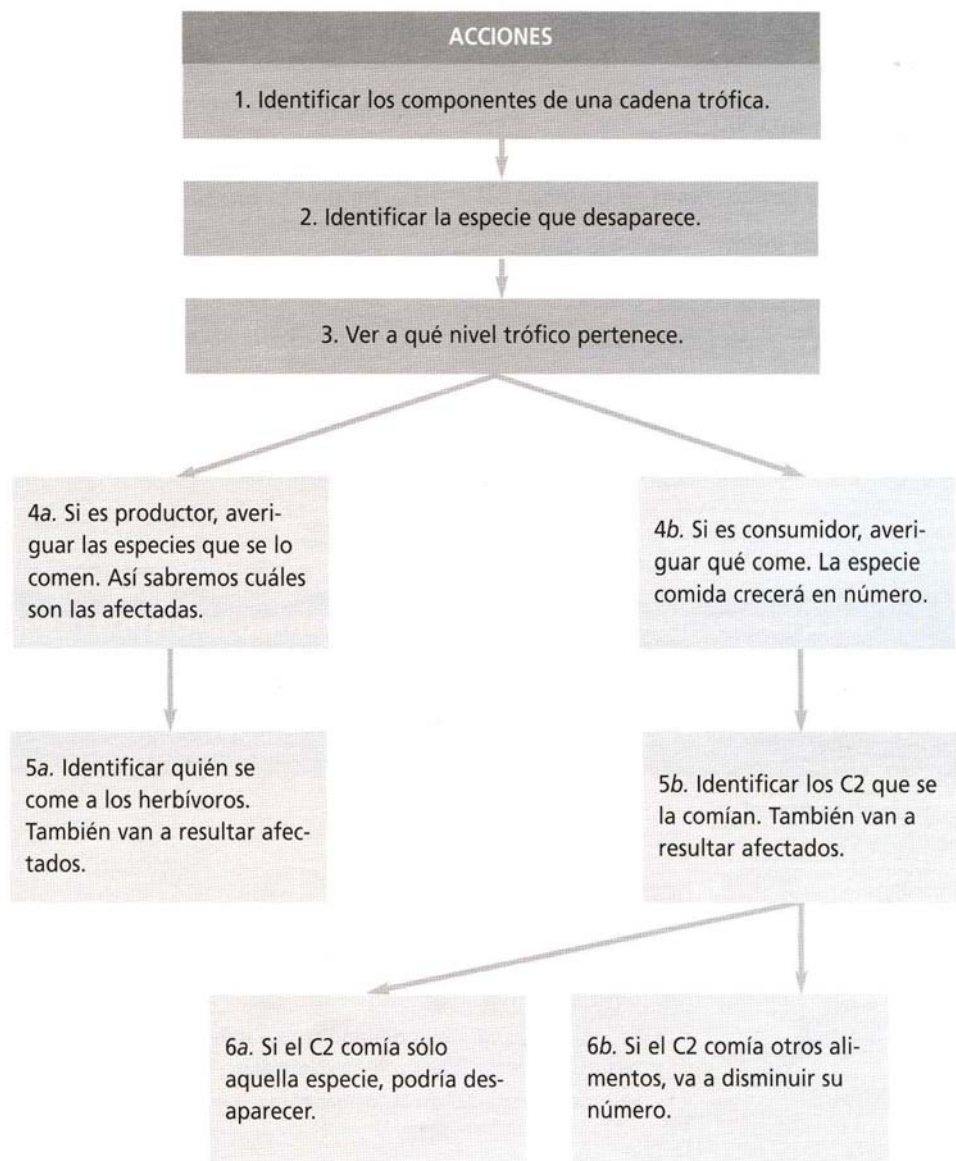 ACCIONES
1. Identificar los componentes de una cadena trófica.
2. Identificar la especie que desaparece.
3. Ver a qué nivel trófico pertenece.
4a. Si es productor, averi-
guar las especies que se lo
comen. Así sabremos cuáles
son las afectadas.
4b. Si es consumidor, averi-
guar qué come. La especie
comida crecerá en número.
5a. Identificar quién se
come a los herbívoros.
También van a resultar afec-
tados.
5b. Identificar los C2 que se
la comían. También van a
resultar afectados.
6a. Si el C2 comía sólo
aquella especie, podría des-
aparecer.
6b. Si el C2 comía otros ali-
mentos, va a disminuir su
número.